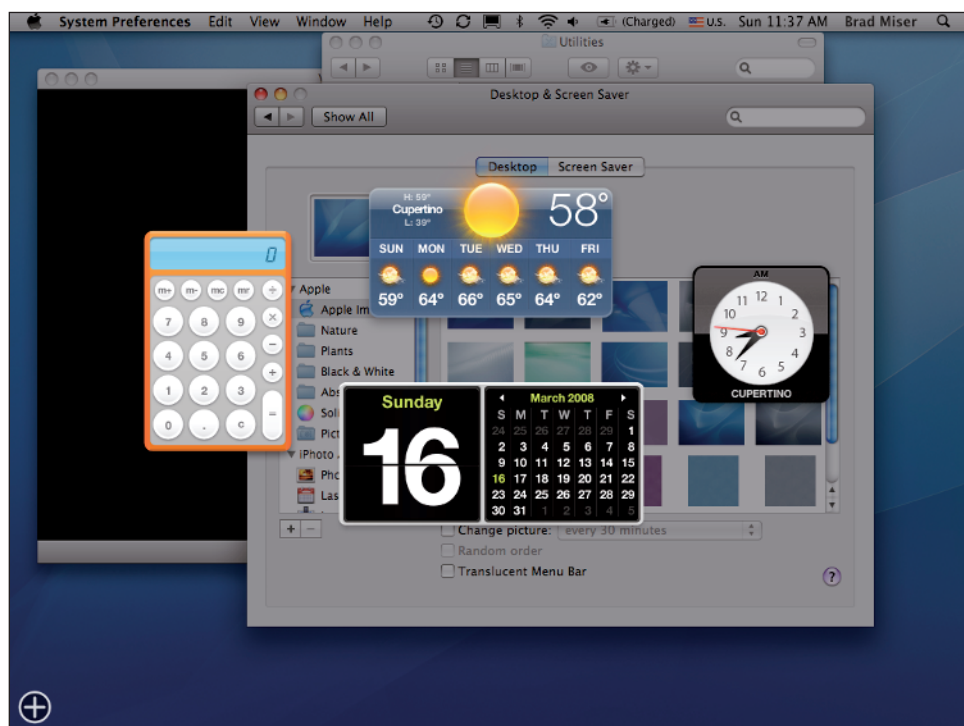 System Preferences Edit View Window Help (Charged) U.S. Sun 11:37 AM Brad Miser
Utilities
Desktop & Screen Saver
Show All
Desktop Screen Saver
H: 59°
Cupertino
L: 39°
58°
SUN MON TUE WED THU FRI
59° 64° 66° 65° 64° 62°
0
m+ m- mc mr ÷
7 8 9 ×
4 5 6 −
1 2 3 +
0 . c =
Apple
Apple Im
Nature
Plants
Black & White
Abs
Soli
Pict
iPhoto
Pho
Las
AM
12
11 1
10 2
9 3
8 4
7 5
6
CUPERTINO
Sunday
16
March 2008
S M T W T F S
24 25 26 27 28 29 1
2 3 4 5 6 7 8
9 10 11 12 13 14 15
16 17 18 19 20 21 22
23 24 25 26 27 28 29
30 31 1 2 3 4 5
+ −
Change picture: every 30 minutes
Random order
Translucent Menu Bar
?